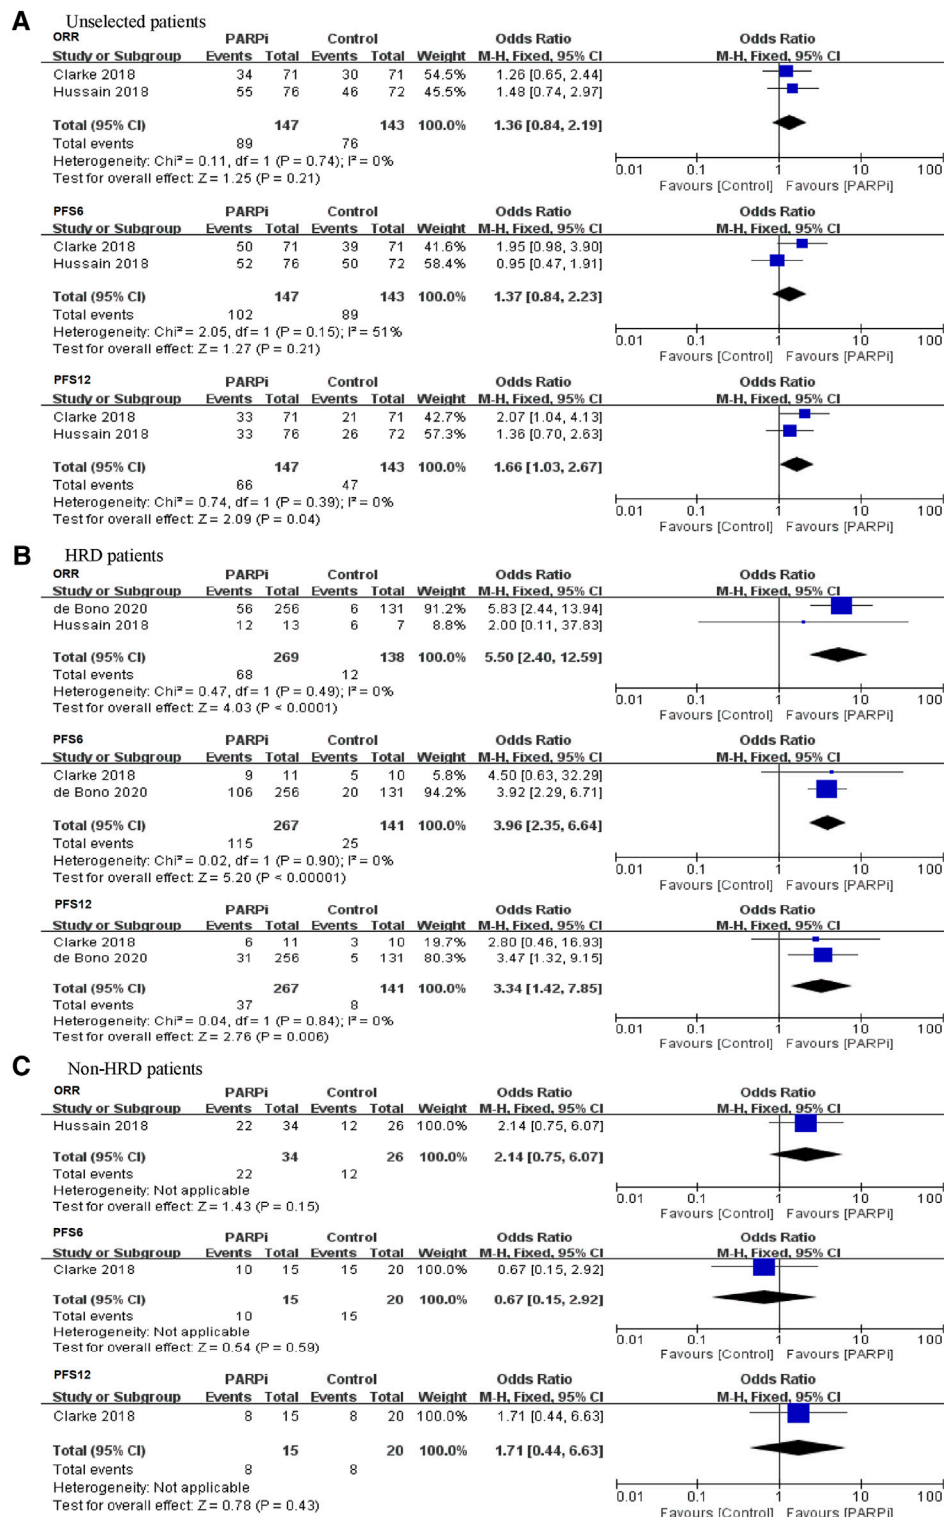 A Unselected patients
ORR PARPi Control Odds Ratio Odds Ratio
Study or Subgroup Events Total Events Total Weight M-H, Fixed, 95% CI M-H, Fixed, 95% CI
Clarke 2018 34 71 30 71 54.5% 1.26 [0.65, 2.44]
Hussain 2018 55 76 46 72 45.5% 1.48 [0.74, 2.97]
Total (95% CI) 147 143 100.0% 1.36 [0.84, 2.19]
Total events 89 76
Heterogeneity: Chi² = 0.11, df = 1 (P = 0.74); I² = 0%
Test for overall effect: Z = 1.25 (P = 0.21)
0.01 0.1 1 10 100
Favours [Control] Favours [PARPi]
PFS6 PARPi Control Odds Ratio Odds Ratio
Study or Subgroup Events Total Events Total Weight M-H, Fixed, 95% CI M-H, Fixed, 95% CI
Clarke 2018 50 71 39 71 41.6% 1.95 [0.98, 3.90]
Hussain 2018 52 76 50 72 58.4% 0.95 [0.47, 1.91]
Total (95% CI) 147 143 100.0% 1.37 [0.84, 2.23]
Total events 102 89
Heterogeneity: Chi² = 2.05, df = 1 (P = 0.15); I² = 51%
Test for overall effect: Z = 1.27 (P = 0.21)
0.01 0.1 1 10 100
Favours [Control] Favours [PARPi]
PFS12 PARPi Control Odds Ratio Odds Ratio
Study or Subgroup Events Total Events Total Weight M-H, Fixed, 95% CI M-H, Fixed, 95% CI
Clarke 2018 33 71 21 71 42.7% 2.07 [1.04, 4.13]
Hussain 2018 33 76 26 72 57.3% 1.36 [0.70, 2.63]
Total (95% CI) 147 143 100.0% 1.66 [1.03, 2.67]
Total events 66 47
Heterogeneity: Chi² = 0.74, df = 1 (P = 0.39); I² = 0%
Test for overall effect: Z = 2.09 (P = 0.04)
0.01 0.1 1 10 100
Favours [Control] Favours [PARPi]
B HRD patients
ORR PARPi Control Odds Ratio Odds Ratio
Study or Subgroup Events Total Events Total Weight M-H, Fixed, 95% CI M-H, Fixed, 95% CI
de Bono 2020 56 256 6 131 91.2% 5.83 [2.44, 13.94]
Hussain 2018 12 13 6 7 8.8% 2.00 [0.11, 37.83]
Total (95% CI) 269 138 100.0% 5.50 [2.40, 12.59]
Total events 68 12
Heterogeneity: Chi² = 0.47, df = 1 (P = 0.49); I² = 0%
Test for overall effect: Z = 4.03 (P < 0.0001)
0.01 0.1 1 10 100
Favours [Control] Favours [PARPi]
PFS6 PARPi Control Odds Ratio Odds Ratio
Study or Subgroup Events Total Events Total Weight M-H, Fixed, 95% CI M-H, Fixed, 95% CI
Clarke 2018 9 11 5 10 5.8% 4.50 [0.63, 32.29]
de Bono 2020 106 256 20 131 94.2% 3.92 [2.29, 6.71]
Total (95% CI) 267 141 100.0% 3.96 [2.35, 6.64]
Total events 115 25
Heterogeneity: Chi² = 0.02, df = 1 (P = 0.90); I² = 0%
Test for overall effect: Z = 5.20 (P < 0.00001)
0.01 0.1 1 10 100
Favours [Control] Favours [PARPi]
PFS12 PARPi Control Odds Ratio Odds Ratio
Study or Subgroup Events Total Events Total Weight M-H, Fixed, 95% CI M-H, Fixed, 95% CI
Clarke 2018 6 11 3 10 19.7% 2.80 [0.46, 16.93]
de Bono 2020 31 256 5 131 80.3% 3.47 [1.32, 9.15]
Total (95% CI) 267 141 100.0% 3.34 [1.42, 7.85]
Total events 37 8
Heterogeneity: Chi² = 0.04, df = 1 (P = 0.84); I² = 0%
Test for overall effect: Z = 2.76 (P = 0.006)
0.01 0.1 1 10 100
Favours [Control] Favours [PARPi]
C Non-HRD patients
ORR PARPi Control Odds Ratio Odds Ratio
Study or Subgroup Events Total Events Total Weight M-H, Fixed, 95% CI M-H, Fixed, 95% CI
Hussain 2018 22 34 12 26 100.0% 2.14 [0.75, 6.07]
Total (95% CI) 34 26 100.0% 2.14 [0.75, 6.07]
Total events 22 12
Heterogeneity: Not applicable
Test for overall effect: Z = 1.43 (P = 0.15)
0.01 0.1 1 10 100
Favours [Control] Favours [PARPi]
PFS6 PARPi Control Odds Ratio Odds Ratio
Study or Subgroup Events Total Events Total Weight M-H, Fixed, 95% CI M-H, Fixed, 95% CI
Clarke 2018 10 15 15 20 100.0% 0.67 [0.15, 2.92]
Total (95% CI) 15 20 100.0% 0.67 [0.15, 2.92]
Total events 10 15
Heterogeneity: Not applicable
Test for overall effect: Z = 0.54 (P = 0.59)
0.01 0.1 1 10 100
Favours [Control] Favours [PARPi]
PFS12 PARPi Control Odds Ratio Odds Ratio
Study or Subgroup Events Total Events Total Weight M-H, Fixed, 95% CI M-H, Fixed, 95% CI
Clarke 2018 8 15 8 20 100.0% 1.71 [0.44, 6.63]
Total (95% CI) 15 20 100.0% 1.71 [0.44, 6.63]
Total events 8 8
Heterogeneity: Not applicable
Test for overall effect: Z = 0.78 (P = 0.43)
0.01 0.1 1 10 100
Favours [Control] Favours [PARPi]